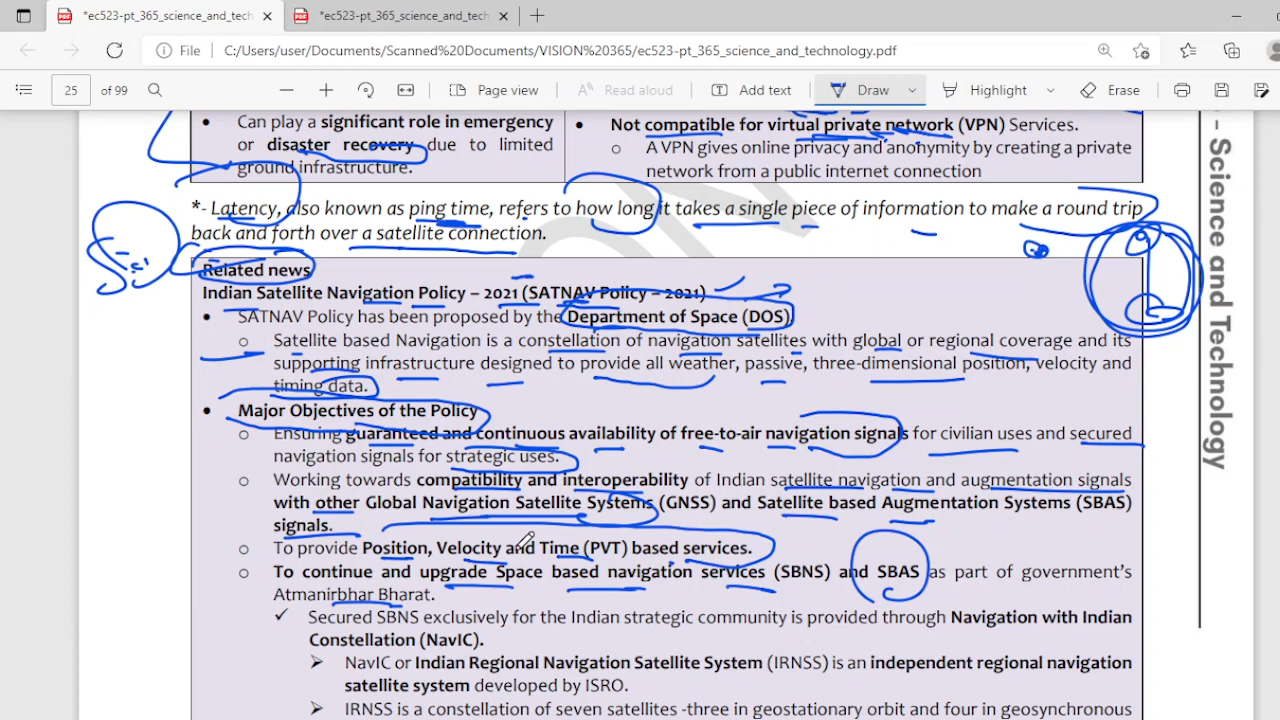 *ec523-pt_365_science_and_tech
*ec523-pt_365_science_and_tech
File C:/Users/user/Documents/Scanned%20Documents/VISION%20365/ec523-pt_365_science_and_technology.pdf
25 of 99 Page view Read aloud Add text Draw Highlight Erase
• Can play a significant role in emergency
or disaster recovery due to limited
ground infrastructure.
• Not compatible for virtual private network (VPN) Services.
o A VPN gives online privacy and anonymity by creating a private
network from a public internet connection
*- Latency, also known as ping time, refers to how long it takes a single piece of information to make a round trip
back and forth over a satellite connection.
Related news
Indian Satellite Navigation Policy – 2021 (SATNAV Policy – 2021)
• SATNAV Policy has been proposed by the Department of Space (DOS).
o Satellite based Navigation is a constellation of navigation satellites with global or regional coverage and its
supporting infrastructure designed to provide all weather, passive, three-dimensional position, velocity and
timing data.
• Major Objectives of the Policy
o Ensuring guaranteed and continuous availability of free-to-air navigation signals for civilian uses and secured
navigation signals for strategic uses.
o Working towards compatibility and interoperability of Indian satellite navigation and augmentation signals
with other Global Navigation Satellite Systems (GNSS) and Satellite based Augmentation Systems (SBAS)
signals.
o To provide Position, Velocity and Time (PVT) based services.
o To continue and upgrade Space based navigation services (SBNS) and SBAS as part of government's
Atmanirbhar Bharat.
✓ Secured SBNS exclusively for the Indian strategic community is provided through Navigation with Indian
Constellation (NavIC).
➢ NavIC or Indian Regional Navigation Satellite System (IRNSS) is an independent regional navigation
satellite system developed by ISRO.
➢ IRNSS is a constellation of seven satellites -three in geostationary orbit and four in geosynchronous
- Science and Technology